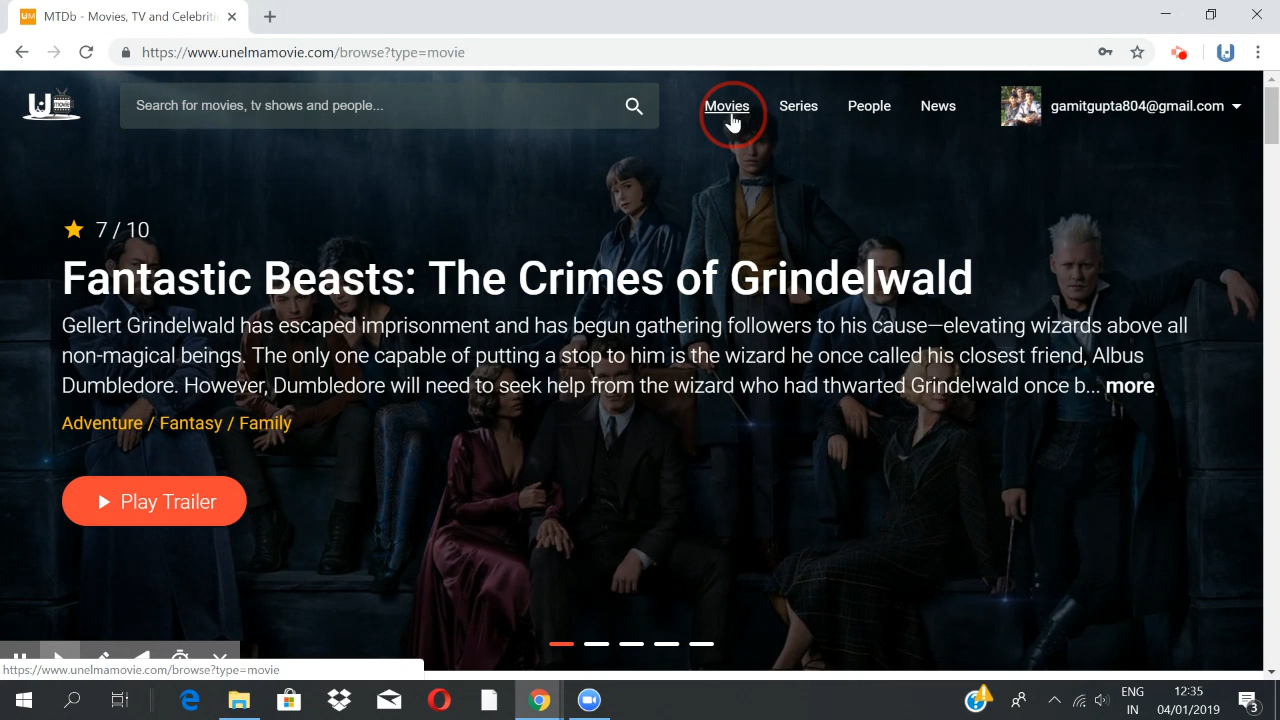 UM
MTDb - Movies, TV and Celebriti
https://www.unelmamovie.com/browse?type=movie
U MOVIE
Search for movies, tv shows and people...
Movies
Series
People
News
gamitgupta804@gmail.com
7 / 10
Fantastic Beasts: The Crimes of Grindelwald
Gellert Grindelwald has escaped imprisonment and has begun gathering followers to his cause—elevating wizards above all
non-magical beings. The only one capable of putting a stop to him is the wizard he once called his closest friend, Albus
Dumbledore. However, Dumbledore will need to seek help from the wizard who had thwarted Grindelwald once b... more
Adventure / Fantasy / Family
Play Trailer
https://www.unelmamovie.com/browse?type=movie
ENG
IN
12:35
04/01/2019
3